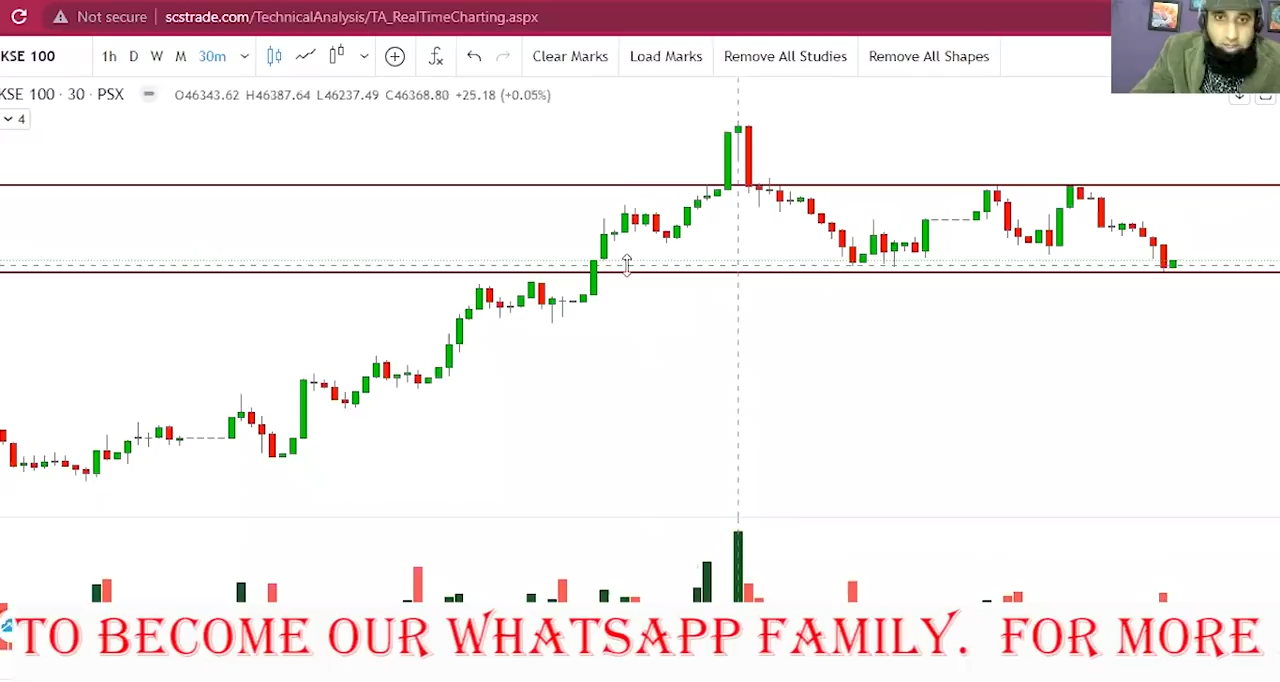 Not secure | scstrade.com/TechnicalAnalysis/TA_RealTimeCharting.aspx
KSE 100 1h D W M 30m Clear Marks Load Marks Remove All Studies Remove All Shapes
KSE 100 · 30 · PSX O46343.62 H46387.64 L46237.49 C46368.80 +25.18 (+0.05%)
4
TO BECOME OUR WHATSAPP FAMILY. FOR MORE